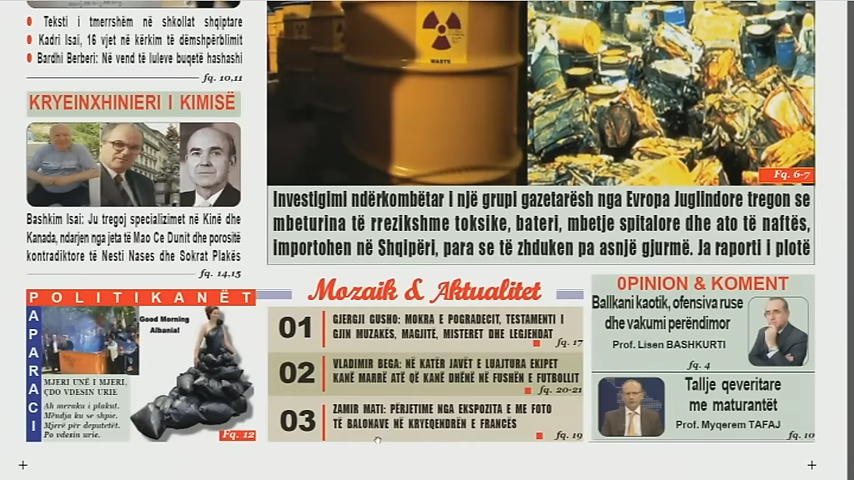 Teksti i tmerrshëm në shkollat shqiptare
Kadri Isai, 16 vjet në kërkim të dëmshpërblimit
Bardhi Berberi: Në vend të luleve buqetë hashashi
fq. 10,11
KRYEINXHINIERI I KIMISË
Bashkim Isai: Ju tregoj specializimet në Kinë dhe
Kanada, ndarjen nga jeta të Mao Ce Dunit dhe porositë
kontradiktore të Nesti Nases dhe Sokrat Plakës
fq. 14,15
WASTE
Fq. 6-7
Investigimi ndërkombëtar i një grupi gazetarësh nga Evropa Juglindore tregon se
mbeturina të rrezikshme toksike, bateri, mbetje spitalore dhe ato të naftës,
importohen në Shqipëri, para se të zhduken pa asnjë gjurmë. Ja raporti i plotë
POLITIKANËT
APARACI
Good Morning
Albania!
MJERI UNË I MJERI,
ÇDO VDESIN URIE
Ah meraku i plakut.
Mëndja ku se shpie.
Mjerë për deputetët.
Po vdesin urie.
Fq. 12
Mozaik & Aktualitet
01
GJERGJI GUSHO: MOKRA E POGRADECIT, TESTAMENTI I
GJIN MUZAKËS, MAGJITË, MISTERET DHE LEGJENDAT
fq. 17
02
VLADIMIR BEGA: NË KATËR JAVËT E LUAJTURA EKIPET
KANË MARRË ATË QË KANË DHËNË NË FUSHËN E FUTBOLLIT
fq. 20-21
03
ZAMIR MATI: PËRJETIME NGA EKSPOZITA E ME FOTO
TË BALONAVE NË KRYEQENDRËN E FRANCËS
fq. 19
OPINION & KOMENT
Ballkani kaotik, ofensiva ruse
dhe vakumi perëndimor
Prof. Lisen BASHKURTI
fq. 4
Tallje qeveritare
me maturantët
Prof. Myqerem TAFAJ
fq. 10